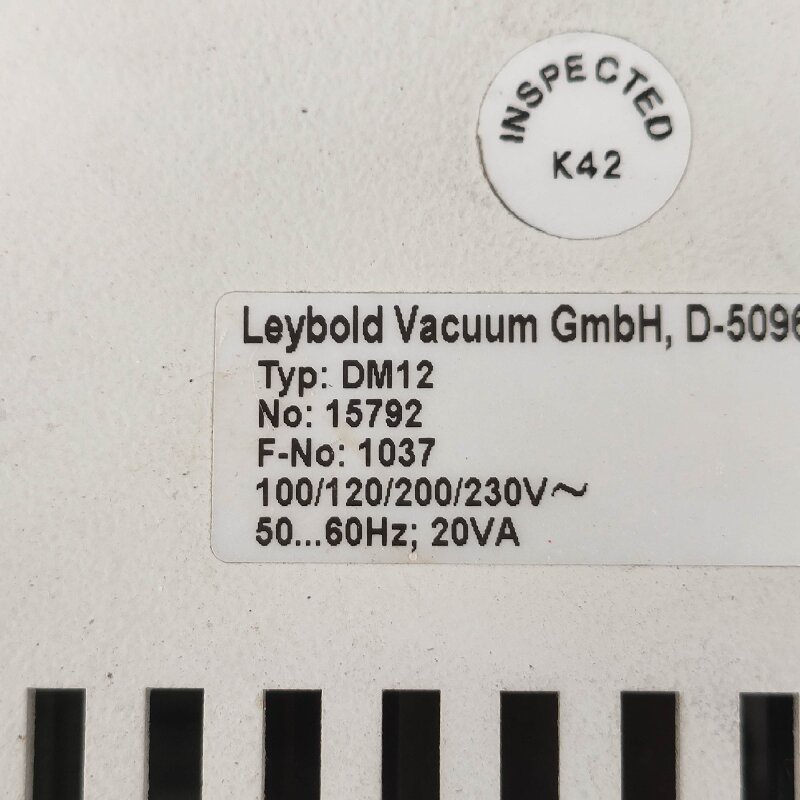 INSPECTED
K42
Leybold Vacuum GmbH, D-5096
Typ: DM12
No: 15792
F-No: 1037
100/120/200/230V~
50...60Hz; 20VA